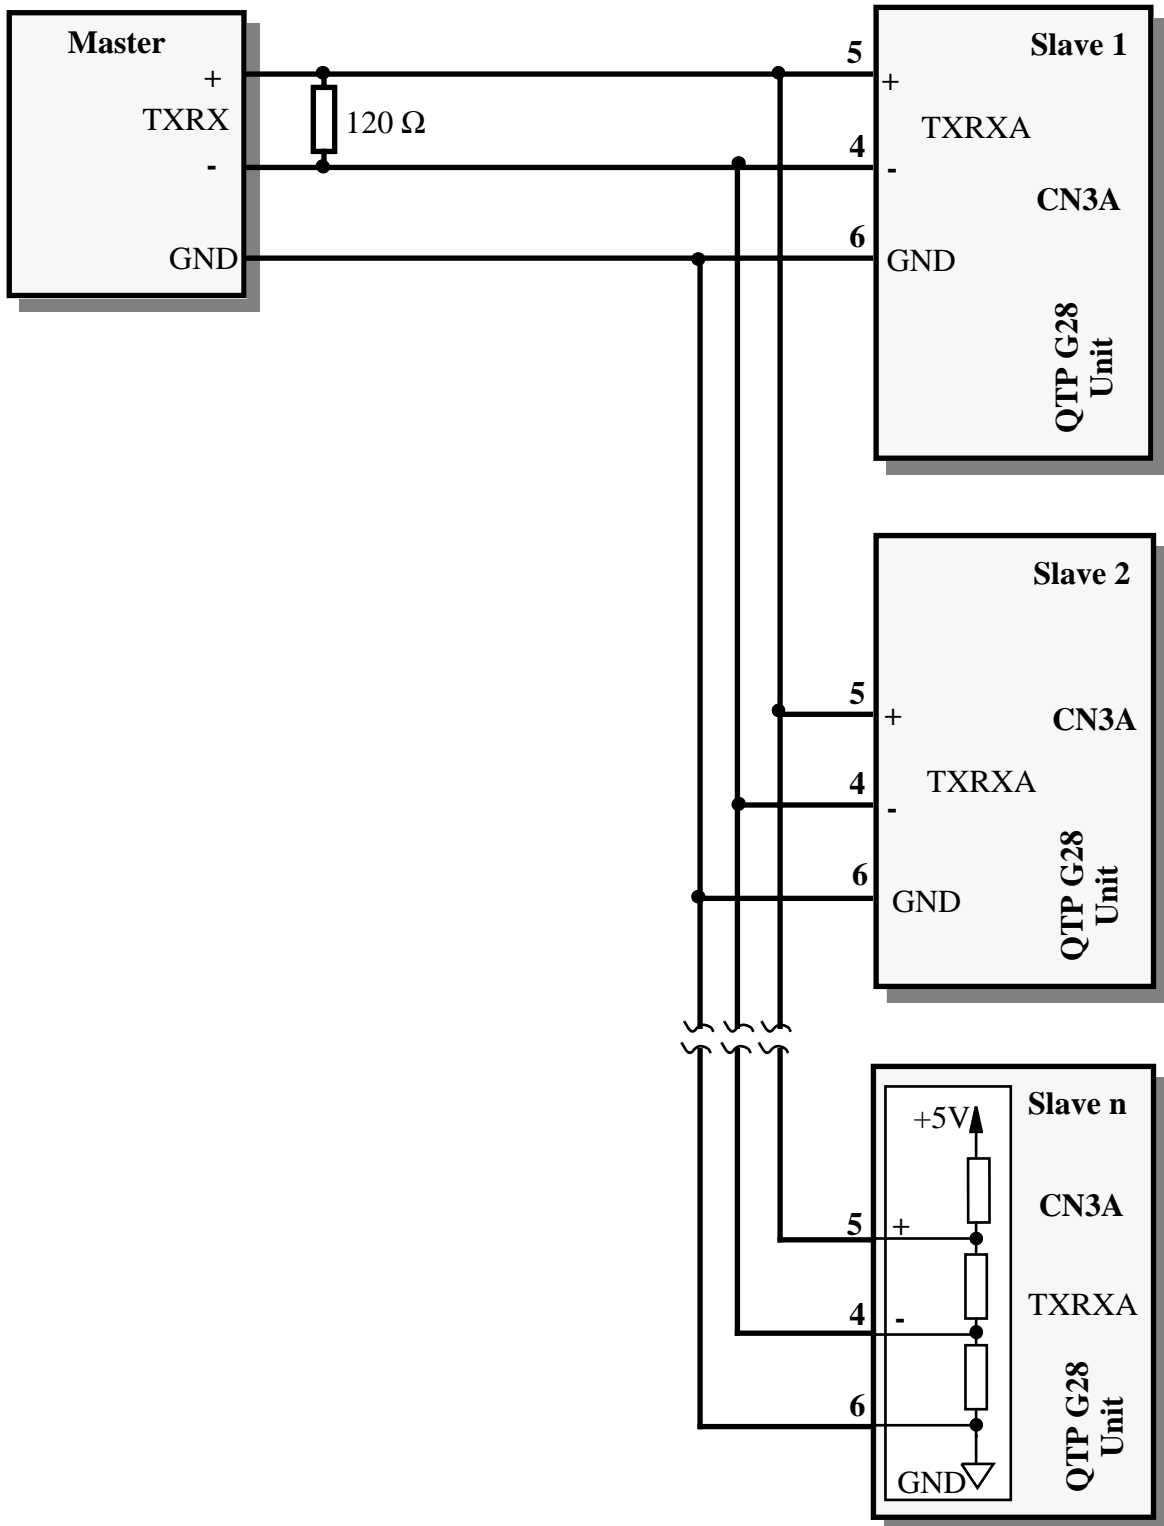 Master
+
TXRX
-
GND
120 Ω
5
4
6
Slave 1
+
TXRXA
-
CN3A
GND
QTP G28
Unit
5
4
6
Slave 2
+
CN3A
TXRXA
-
GND
QTP G28
Unit
5
4
6
Slave n
+5V
CN3A
+
TXRXA
-
GND
QTP G28
Unit